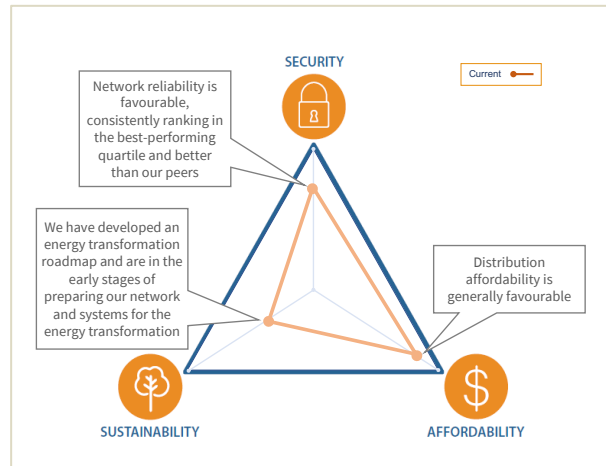 SECURITY
Current
Network reliability is
favourable,
consistently ranking in
the best-performing
quartile and better
than our peers
We have developed an
energy transformation
roadmap and are in the
early stages of
preparing our network
and systems for the
energy transformation
Distribution
affordability is
generally favourable
$
SUSTAINABILITY
AFFORDABILITY